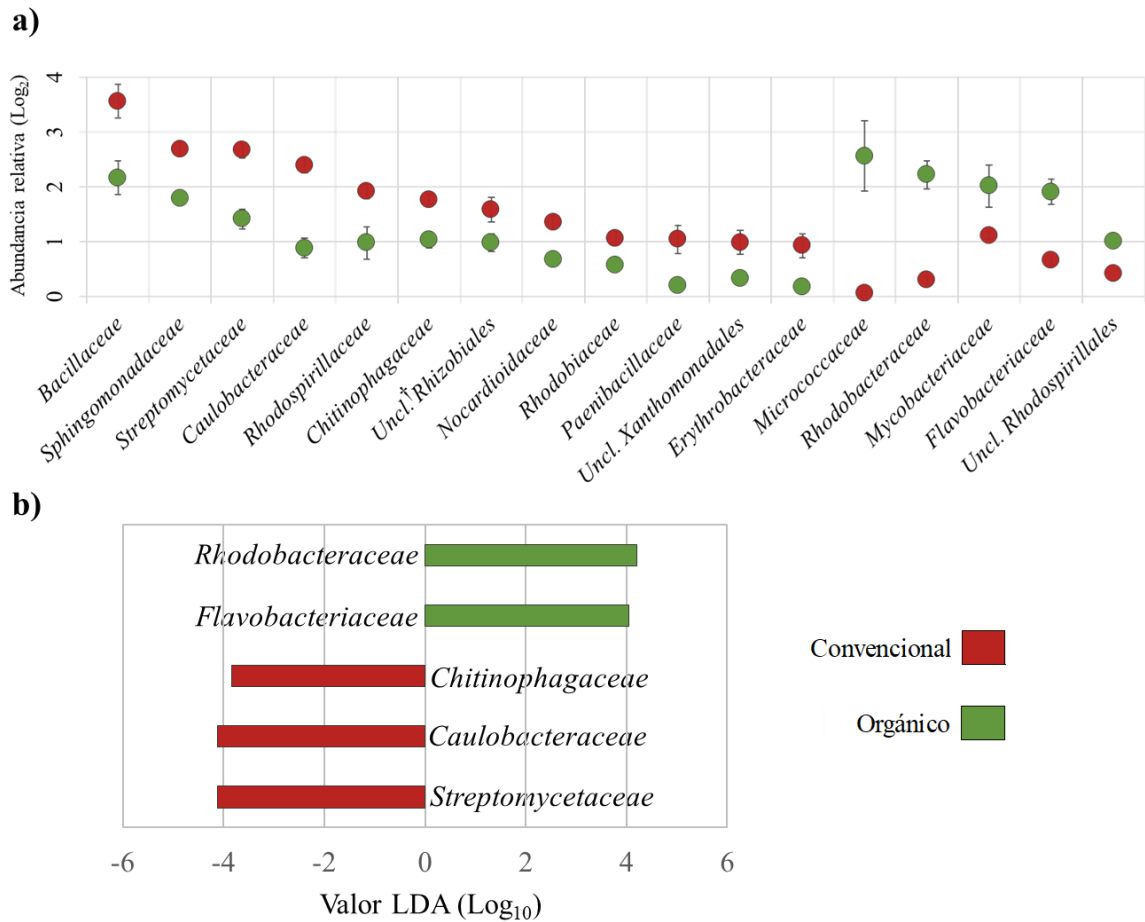 a)
Abundancia relativa (Log₂)
4
3
2
1
0
Bacillaceae
Sphingomonadaceae
Streptomycetaceae
Caulobacteraceae
Rhodospirillaceae
Chitinophagaceae
Uncl.†Rhizobiales
Nocardioidaceae
Rhodobiaceae
Paenibacillaceae
Uncl. Xanthomonadales
Erythrobacteraceae
Micrococcaceae
Rhodobacteraceae
Mycobacteriaceae
Flavobacteriaceae
Uncl. Rhodospirillales
b)
Rhodobacteraceae
Flavobacteriaceae
Chitinophagaceae
Caulobacteraceae
Streptomycetaceae
-6 -4 -2 0 2 4 6
Valor LDA (Log₁₀)
Convencional
Orgánico